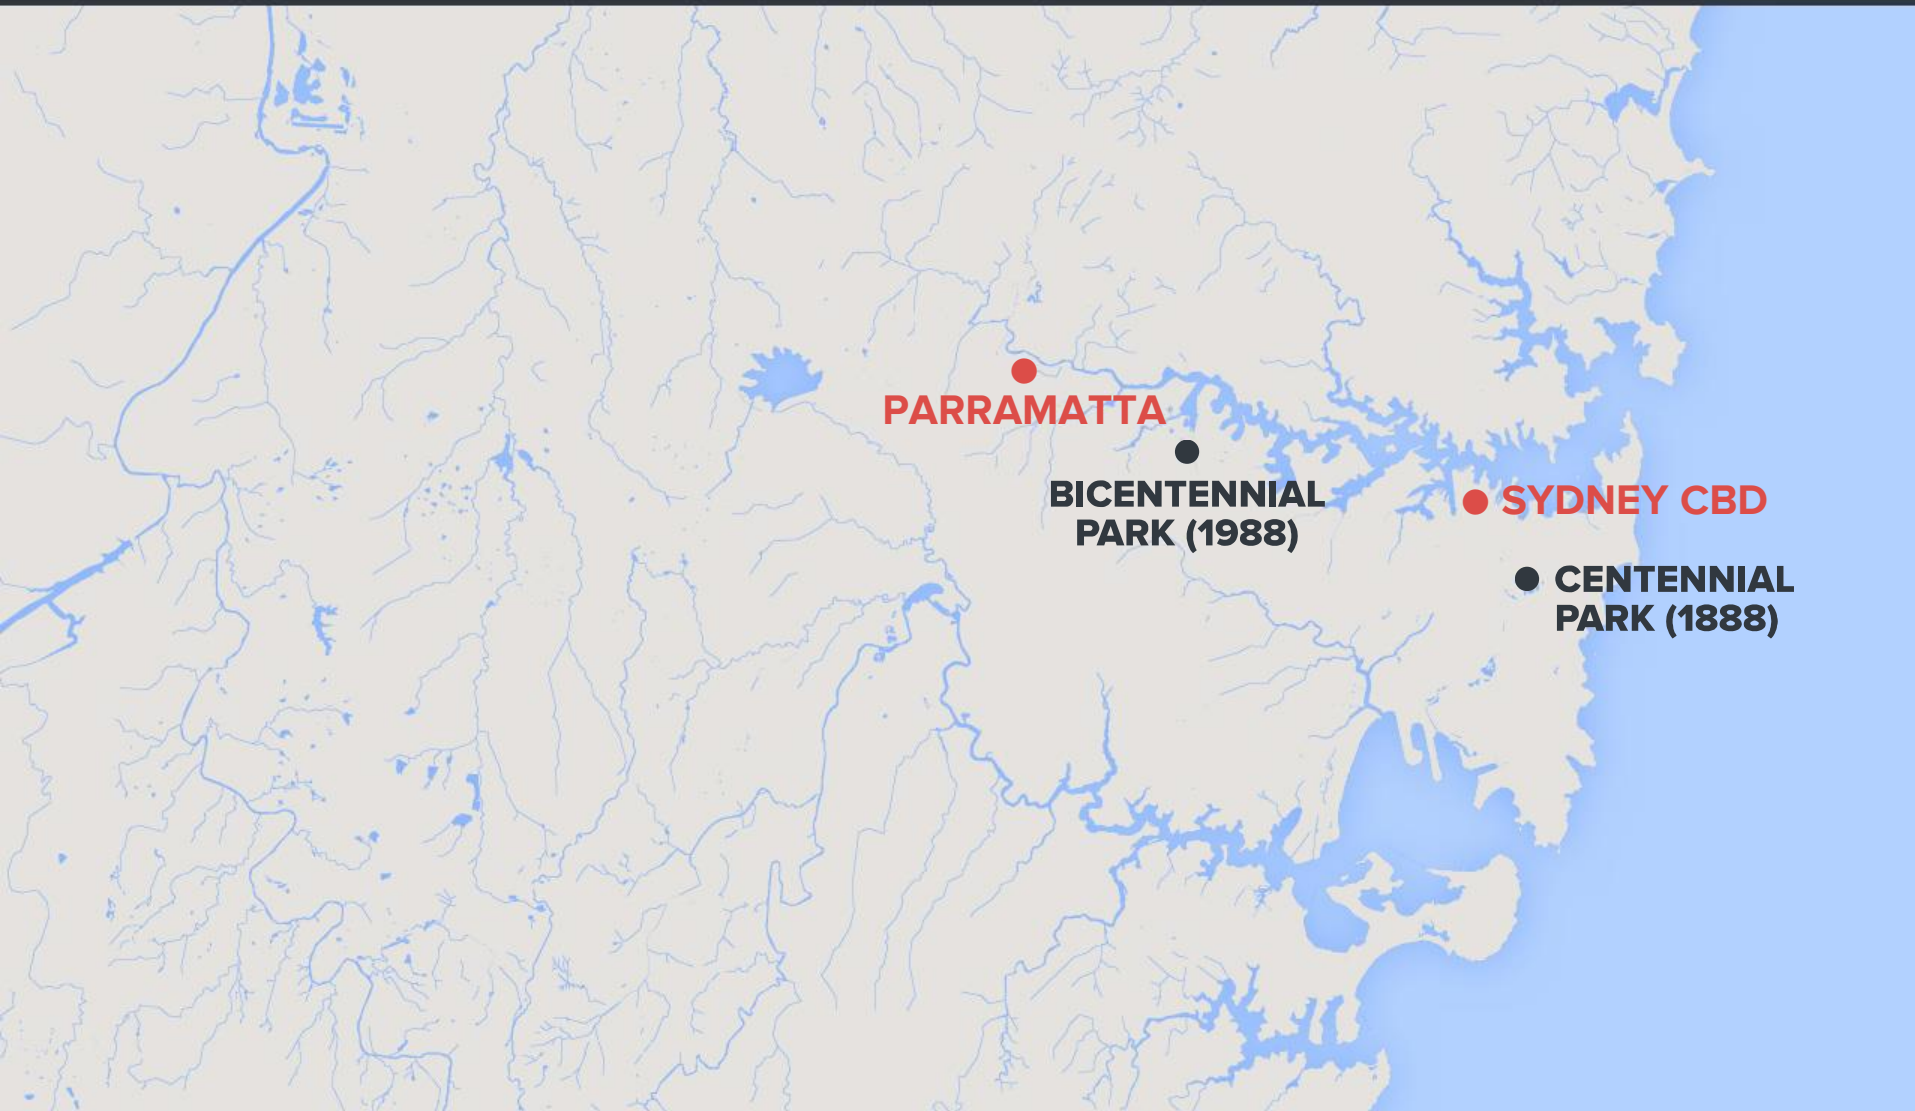 PARRAMATTA
BICENTENNIAL
PARK (1988)
SYDNEY CBD
CENTENNIAL
PARK (1888)